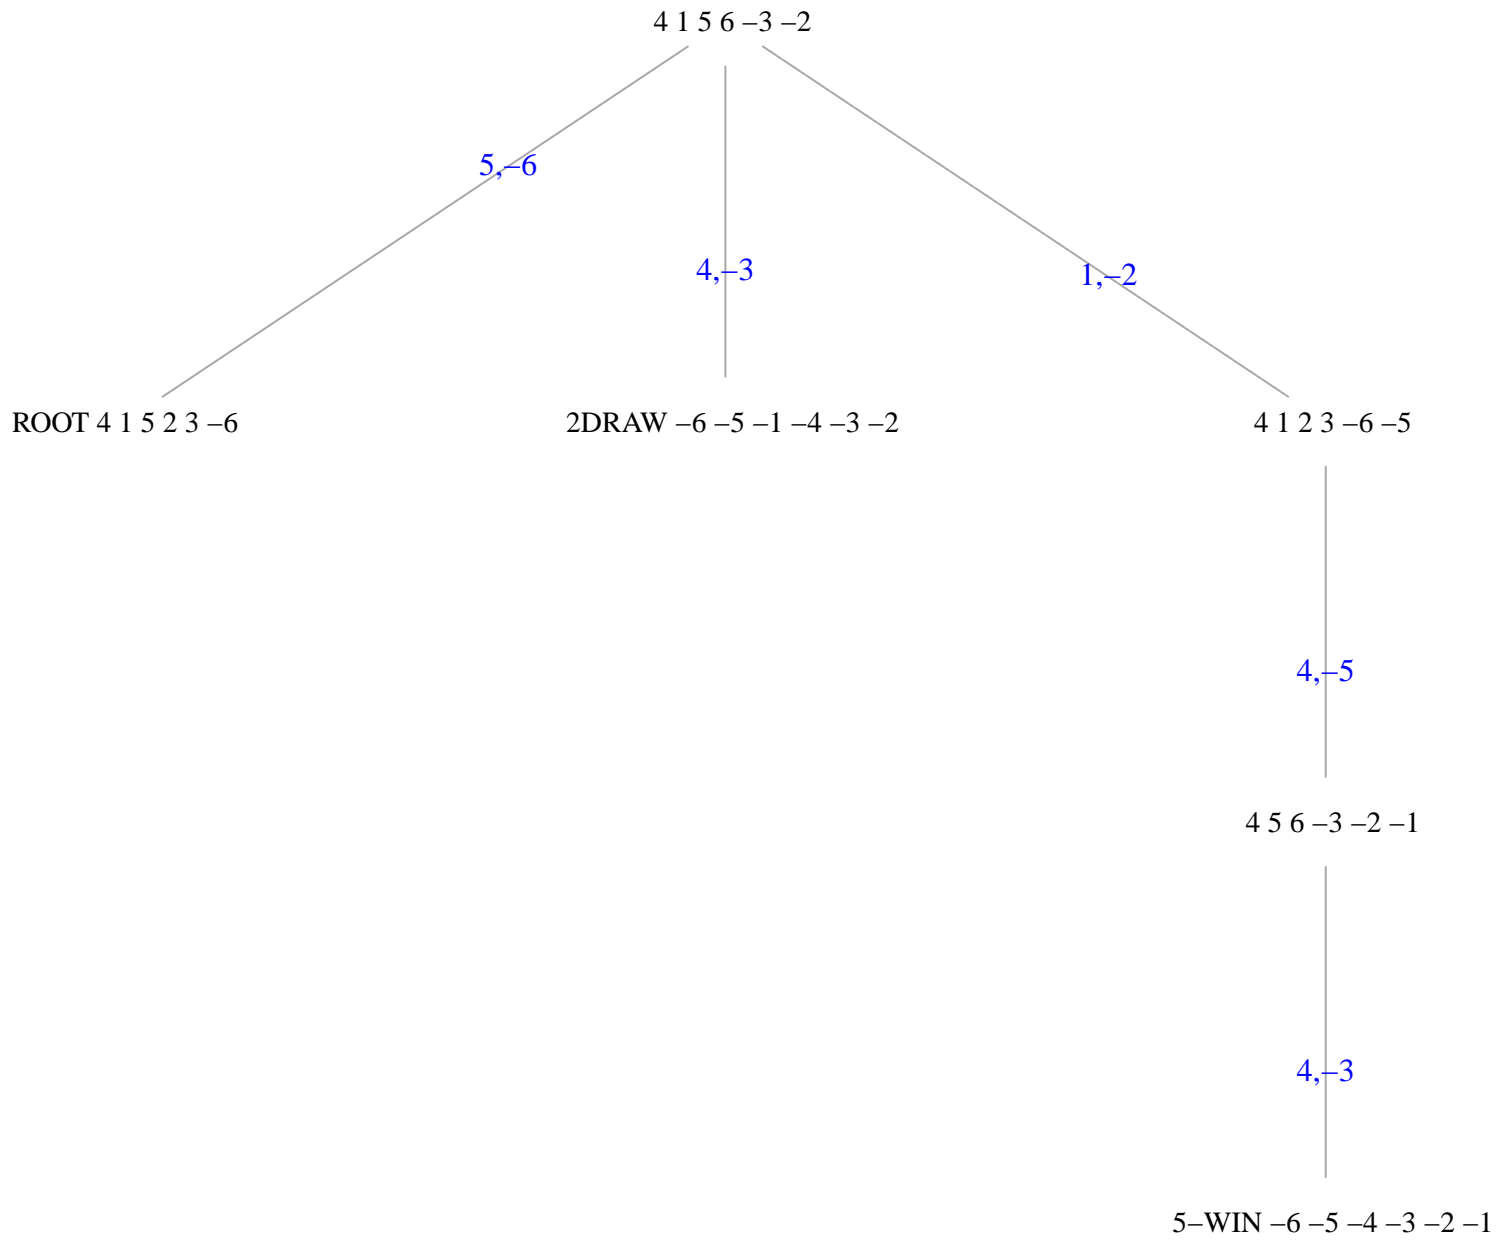 4 1 5 6 –3 –2
5,–6
4,–3
1,–2
ROOT 4 1 5 2 3 –6
2DRAW –6 –5 –1 –4 –3 –2
4 1 2 3 –6 –5
4,–5
4 5 6 –3 –2 –1
4,–3
5–WIN –6 –5 –4 –3 –2 –1